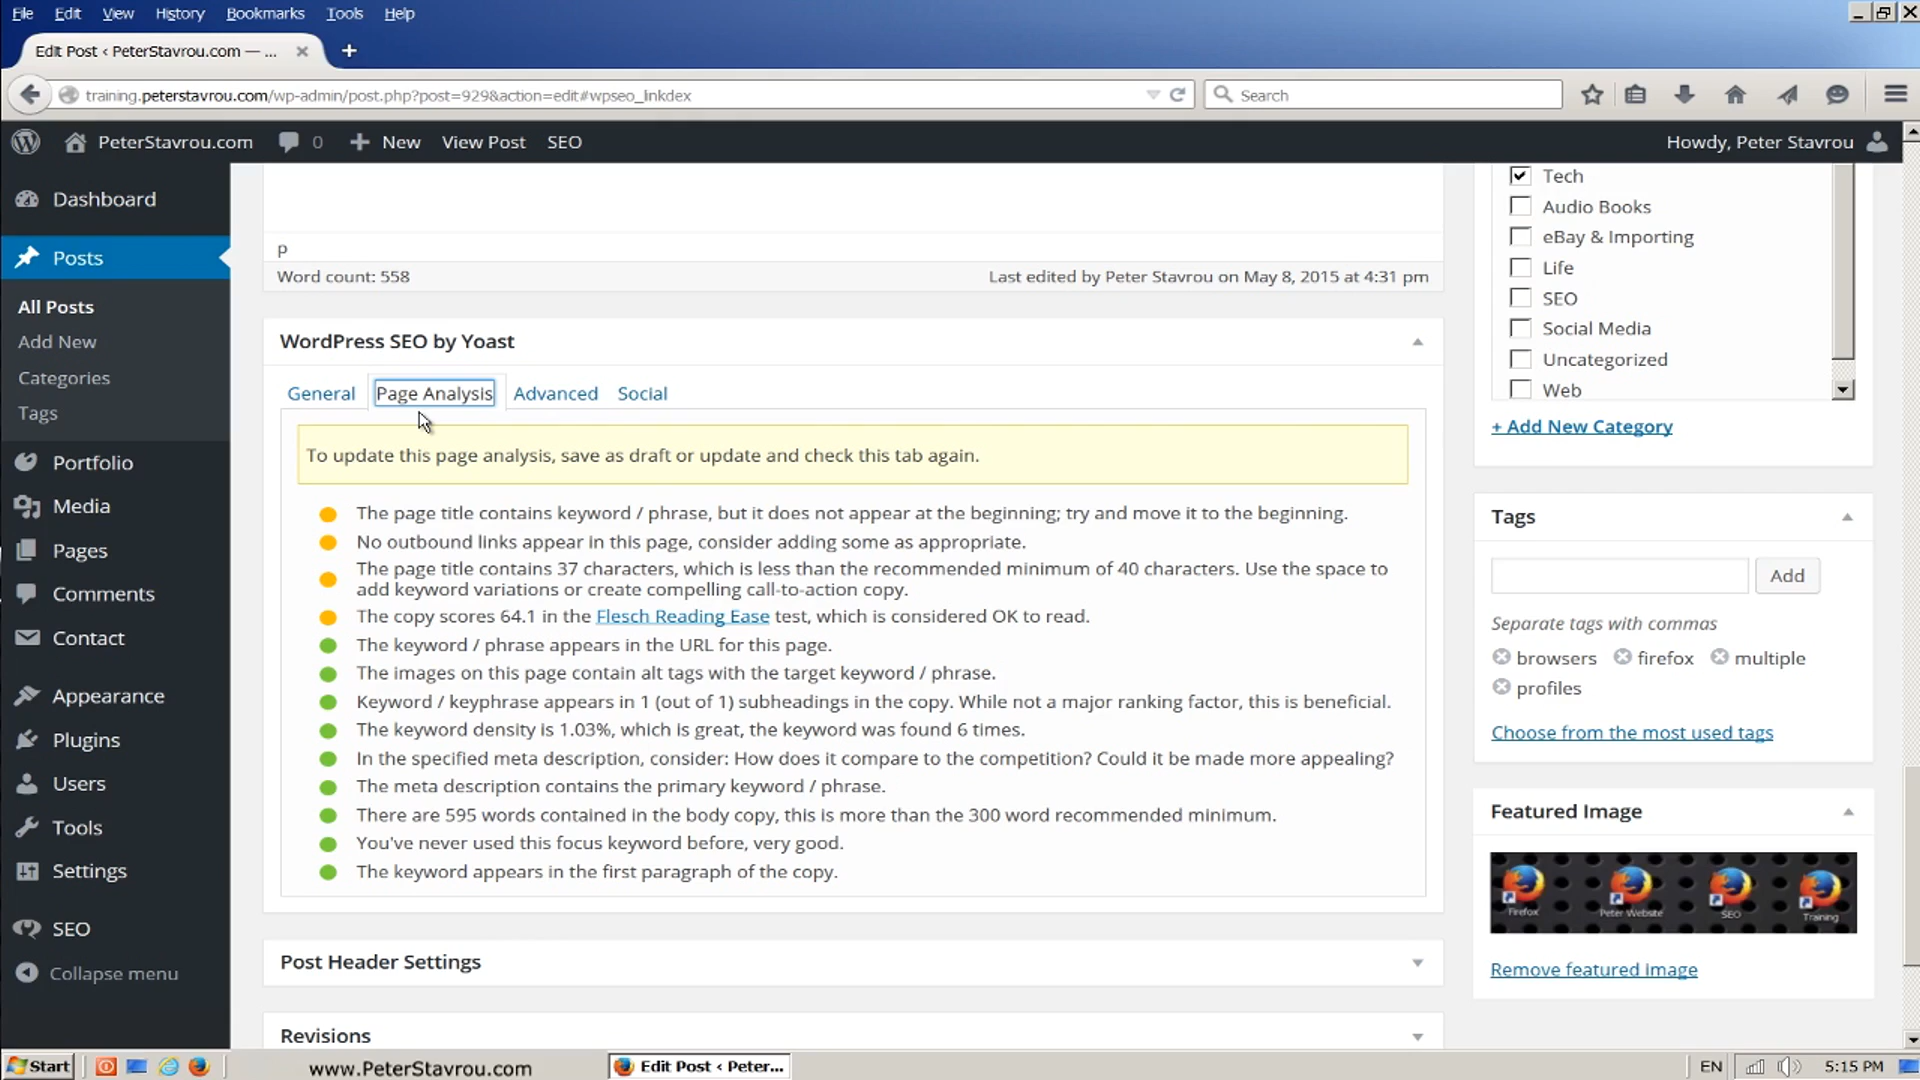 File Edit View History Bookmarks Tools Help
Edit Post ‹ PeterStavrou.com — ...
training.peterstavrou.com/wp-admin/post.php?post=929&action=edit#wpseo_linkdex
Search
PeterStavrou.com 0 New View Post SEO
Howdy, Peter Stavrou
Dashboard
Posts
All Posts
Add New
Categories
Tags
Portfolio
Media
Pages
Comments
Contact
Appearance
Plugins
Users
Tools
Settings
SEO
Collapse menu
p
Word count: 558
Last edited by Peter Stavrou on May 8, 2015 at 4:31 pm
WordPress SEO by Yoast
General Page Analysis Advanced Social
To update this page analysis, save as draft or update and check this tab again.
The page title contains keyword / phrase, but it does not appear at the beginning; try and move it to the beginning.
No outbound links appear in this page, consider adding some as appropriate.
The page title contains 37 characters, which is less than the recommended minimum of 40 characters. Use the space to
add keyword variations or create compelling call-to-action copy.
The copy scores 64.1 in the Flesch Reading Ease test, which is considered OK to read.
The keyword / phrase appears in the URL for this page.
The images on this page contain alt tags with the target keyword / phrase.
Keyword / keyphrase appears in 1 (out of 1) subheadings in the copy. While not a major ranking factor, this is beneficial.
The keyword density is 1.03%, which is great, the keyword was found 6 times.
In the specified meta description, consider: How does it compare to the competition? Could it be made more appealing?
The meta description contains the primary keyword / phrase.
There are 595 words contained in the body copy, this is more than the 300 word recommended minimum.
You've never used this focus keyword before, very good.
The keyword appears in the first paragraph of the copy.
Post Header Settings
Revisions
Tech
Audio Books
eBay & Importing
Life
SEO
Social Media
Uncategorized
Web
+ Add New Category
Tags
Add
Separate tags with commas
browsers firefox multiple
profiles
Choose from the most used tags
Featured Image
Firefox Peter Website SEO Training
Remove featured image
Start
www.PeterStavrou.com
Edit Post ‹ Peter...
EN
5:15 PM